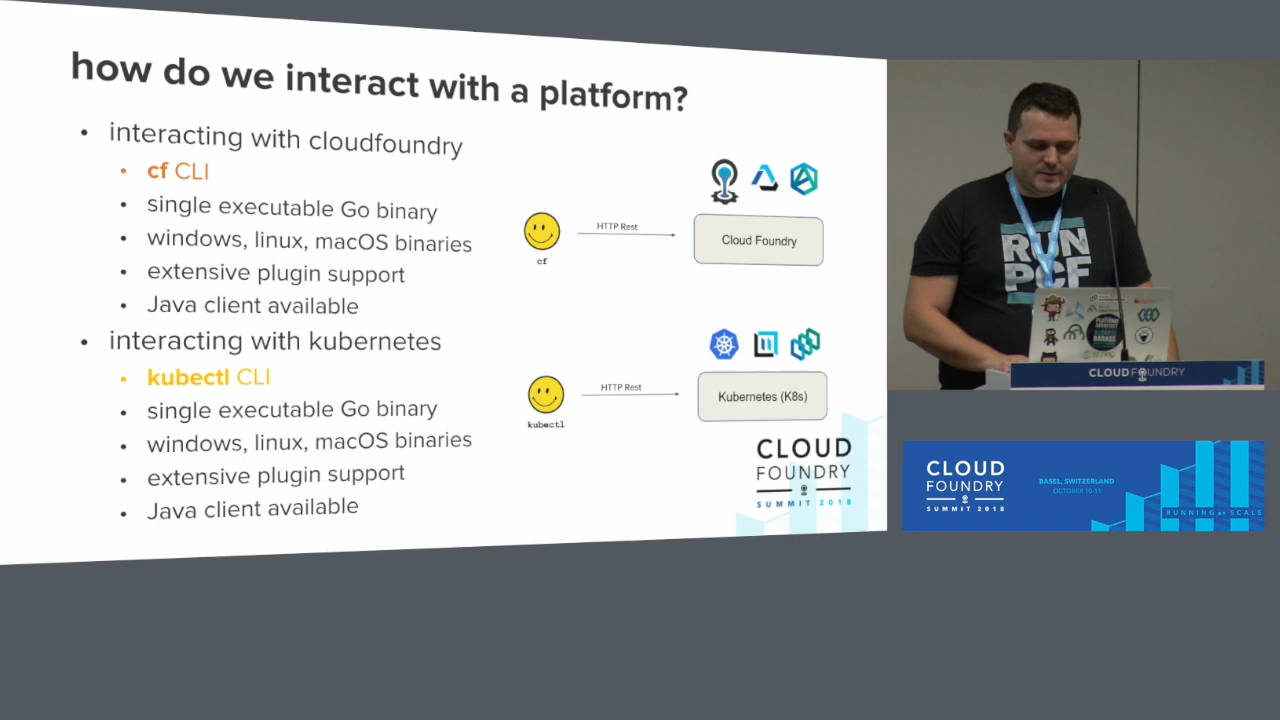 how do we interact with a platform?
• interacting with cloudfoundry
• cf CLI
• single executable Go binary
• windows, linux, macOS binaries
• extensive plugin support
• Java client available
• interacting with kubernetes
• kubectl CLI
• single executable Go binary
• windows, linux, macOS binaries
• extensive plugin support
• Java client available
cf
HTTP Rest
Cloud Foundry
kubectl
HTTP Rest
Kubernetes (K8s)
CLOUD
FOUNDRY
SUMMIT 2018
RUN
PCF
CLOUDFOUNDRY
CLOUD
FOUNDRY
SUMMIT 2018
BASEL, SWITZERLAND
OCTOBER 10-11
RUNNING at SCALE